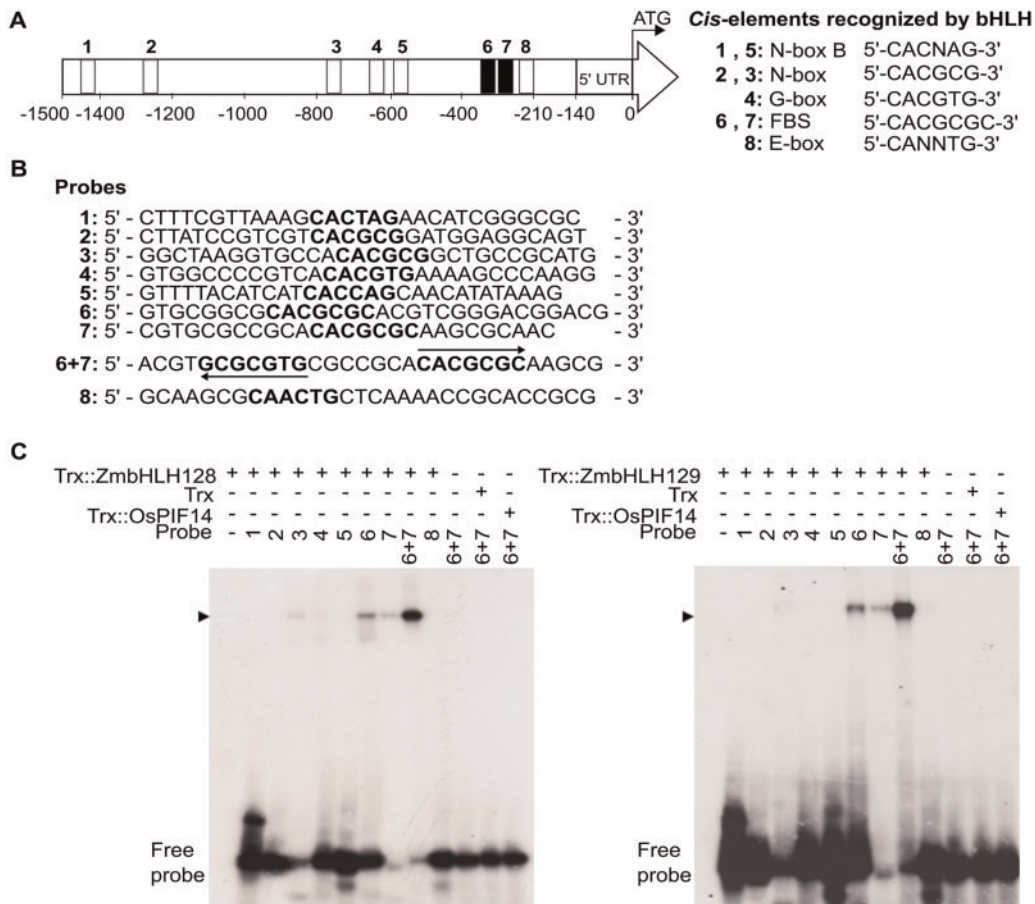 A
ATG
1 2 3 4 5 6 7 8
5' UTR
-1500 -1200 -1000 -800 -600 -400 -210 -140 0
Cis-elements recognized by bHLH
1 , 5: N-box B 5'-CACNAG-3'
2 , 3: N-box 5'-CACGCG-3'
4: G-box 5'-CACGTG-3'
6 , 7: FBS 5'-CACGCGC-3'
8: E-box 5'-CANNTG-3'
B
Probes
1: 5' - CTTTCGTTAAAGCACTAGAACATCGGGCGC - 3'
2: 5' - CTTATCCGTCGTCACGCGGATGGAGGCAGT - 3'
3: 5' - GGCTAAGGTGCCACACGCGGGCTGCCGCATG - 3'
4: 5' - GTGGCCCCGTCACACGTGAAAAGCCCAAGG - 3'
5: 5' - GTTTTACATCATCACCAGCAACATATAAAG - 3'
6: 5' - GTGCGGCGCACGCGCACGTCGGGACGGACG - 3'
7: 5' - CGTGCGCCGCACACGCGCAAGCGCAAC - 3'
6+7: 5' - ACGTGCGCGTGCGCCGCACACGCGCAAGCG - 3'
8: 5' - GCAAGCGCAACTGCTCAAAACCGCACCGCG - 3'
C
Trx::ZmbHLH128 + + + + + + + + + + - - -
Trx - - - - - - - - - - - + -
Trx::OsPIF14 - - - - - - - - - - - - +
Probe - 1 2 3 4 5 6 7 6+7 8 6+7 6+7 6+7
Free
probe
Trx::ZmbHLH129 + + + + + + + + + + - - -
Trx - - - - - - - - - - - + -
Trx::OsPIF14 - - - - - - - - - - - - +
Probe - 1 2 3 4 5 6 7 6+7 8 6+7 6+7 6+7
Free
probe